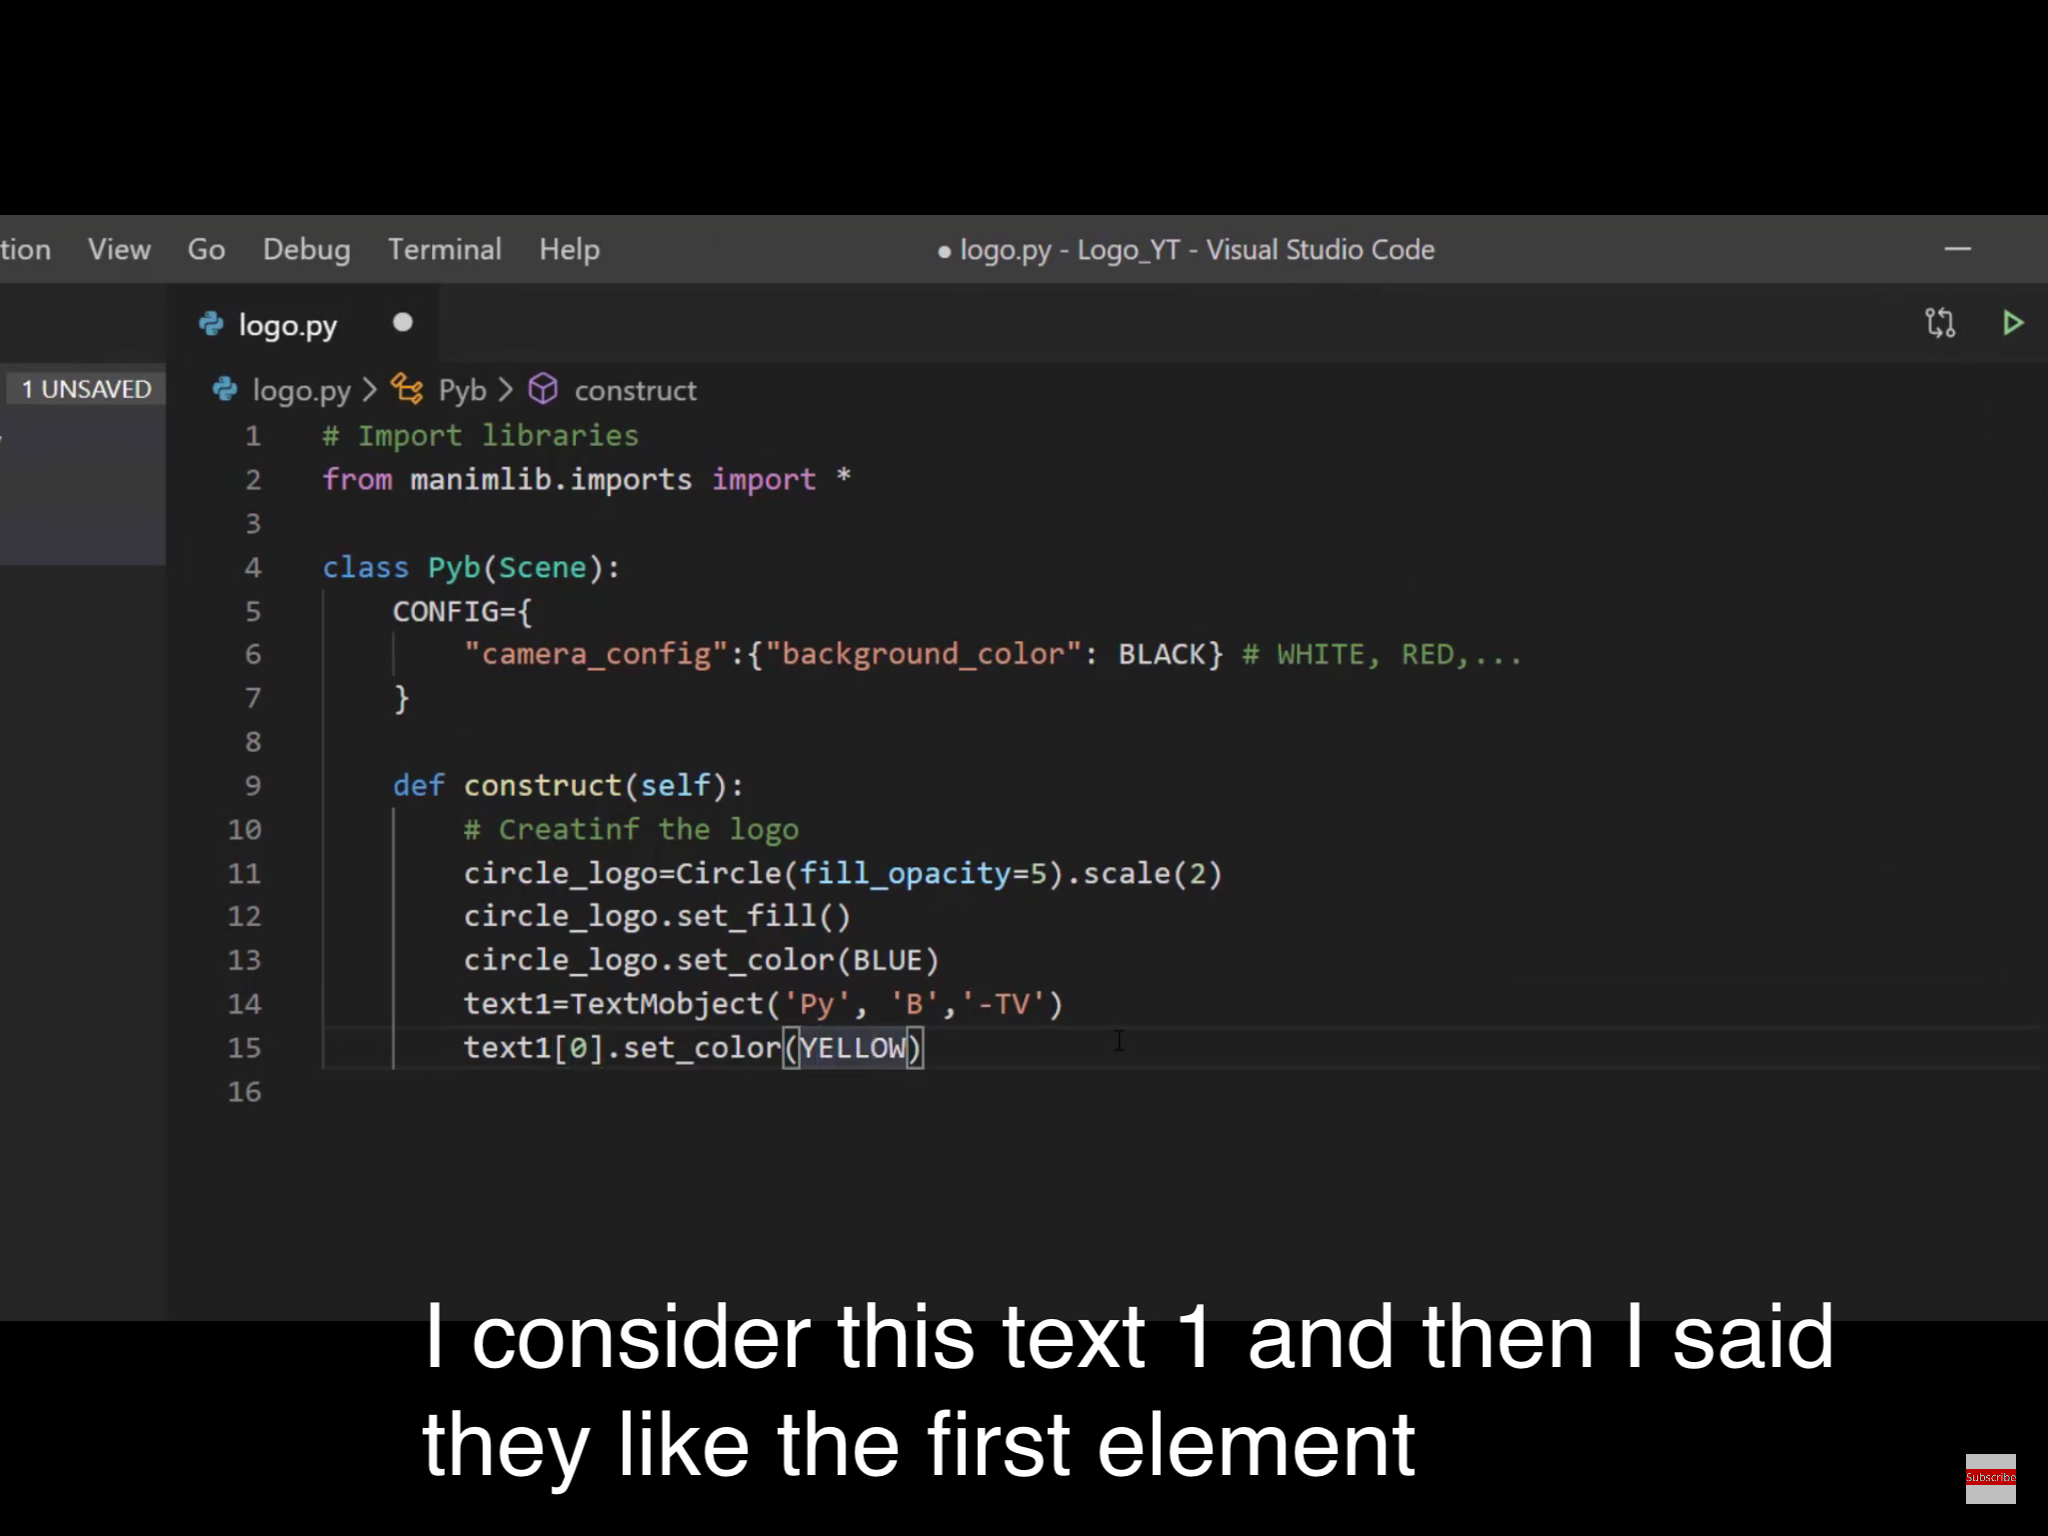 tion View Go Debug Terminal Help ● logo.py - Logo_YT - Visual Studio Code
logo.py
1 UNSAVED
logo.py > Pyb > construct
1 # Import libraries
2 from manimlib.imports import *
3
4 class Pyb(Scene):
5 CONFIG={
6 "camera_config":{"background_color": BLACK} # WHITE, RED,...
7 }
8
9 def construct(self):
10 # Creatinf the logo
11 circle_logo=Circle(fill_opacity=5).scale(2)
12 circle_logo.set_fill()
13 circle_logo.set_color(BLUE)
14 text1=TextMobject('Py', 'B','-TV')
15 text1[0].set_color(YELLOW)
16
I consider this text 1 and then I said
they like the first element
Subscribe